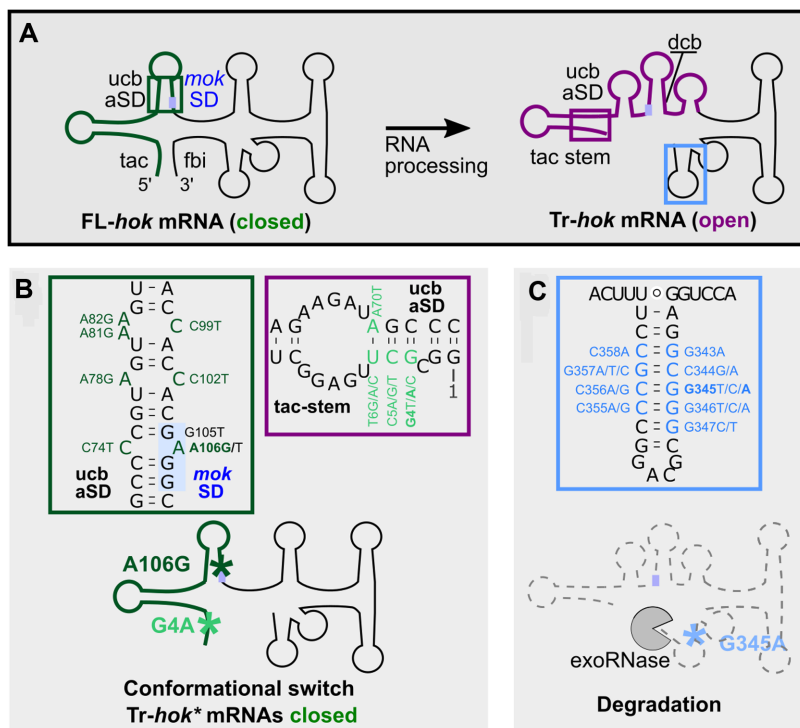 A
ucb
aSD
mok
SD
tac
5'
fbi
3'
FL-hok mRNA (closed)
RNA
processing
dcb
ucb
aSD
tac stem
Tr-hok mRNA (open)
B
U = A
G = C
A82G A
A81G A
C C99T
U = A
G = C
A78G A
C C102T
U = A
G = C
G = G G105T
C74T C
A A106G/T
C = G
C = G
G = C
ucb
aSD
mok
SD
A G A A G A U A A70T G C C C
U C G G A G U U C G C G G
ucb
aSD
tac-stem
T6G/A/C
C5A/G/T
G4T/A/C
1
A106G
G4A
Conformational switch
Tr-hok* mRNAs closed
C
ACUUU GGUCCA
U A
C G
C358A C = G G343A
G357A/T/C G = C C344G/A
C356A/G C = G G345T/C/A
C355A/G C = G G346T/C/A
C G G347C/T
C C
G G
G A C
G345A
exoRNase
Degradation